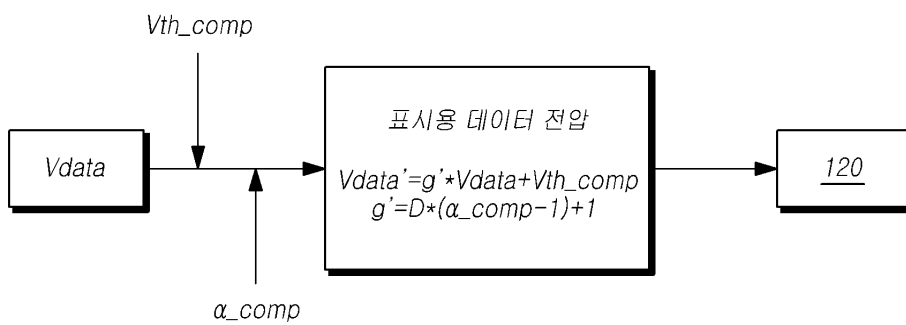 Vth_comp
Vdata
표시용 데이터 전압
Vdata'=g'*Vdata+Vth_comp
g'=D*(α_comp-1)+1
120
α_comp